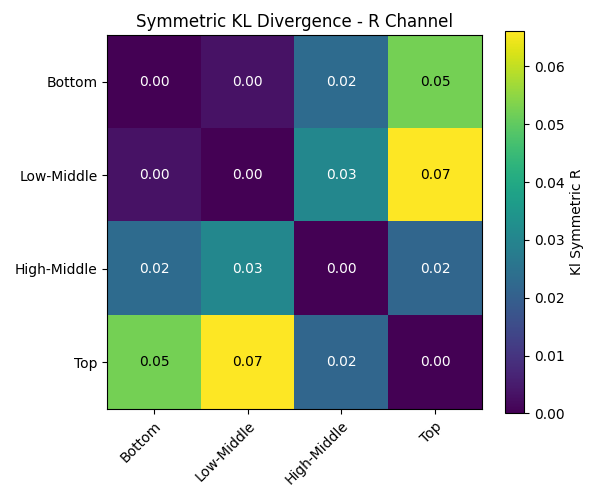 Symmetric KL Divergence - R Channel
Bottom 0.00 0.00 0.02 0.05
Low-Middle 0.00 0.00 0.03 0.07
High-Middle 0.02 0.03 0.00 0.02
Top 0.05 0.07 0.02 0.00
Bottom Low-Middle High-Middle Top
0.06
0.05
0.04
0.03
0.02
0.01
0.00
Kl Symmetric R